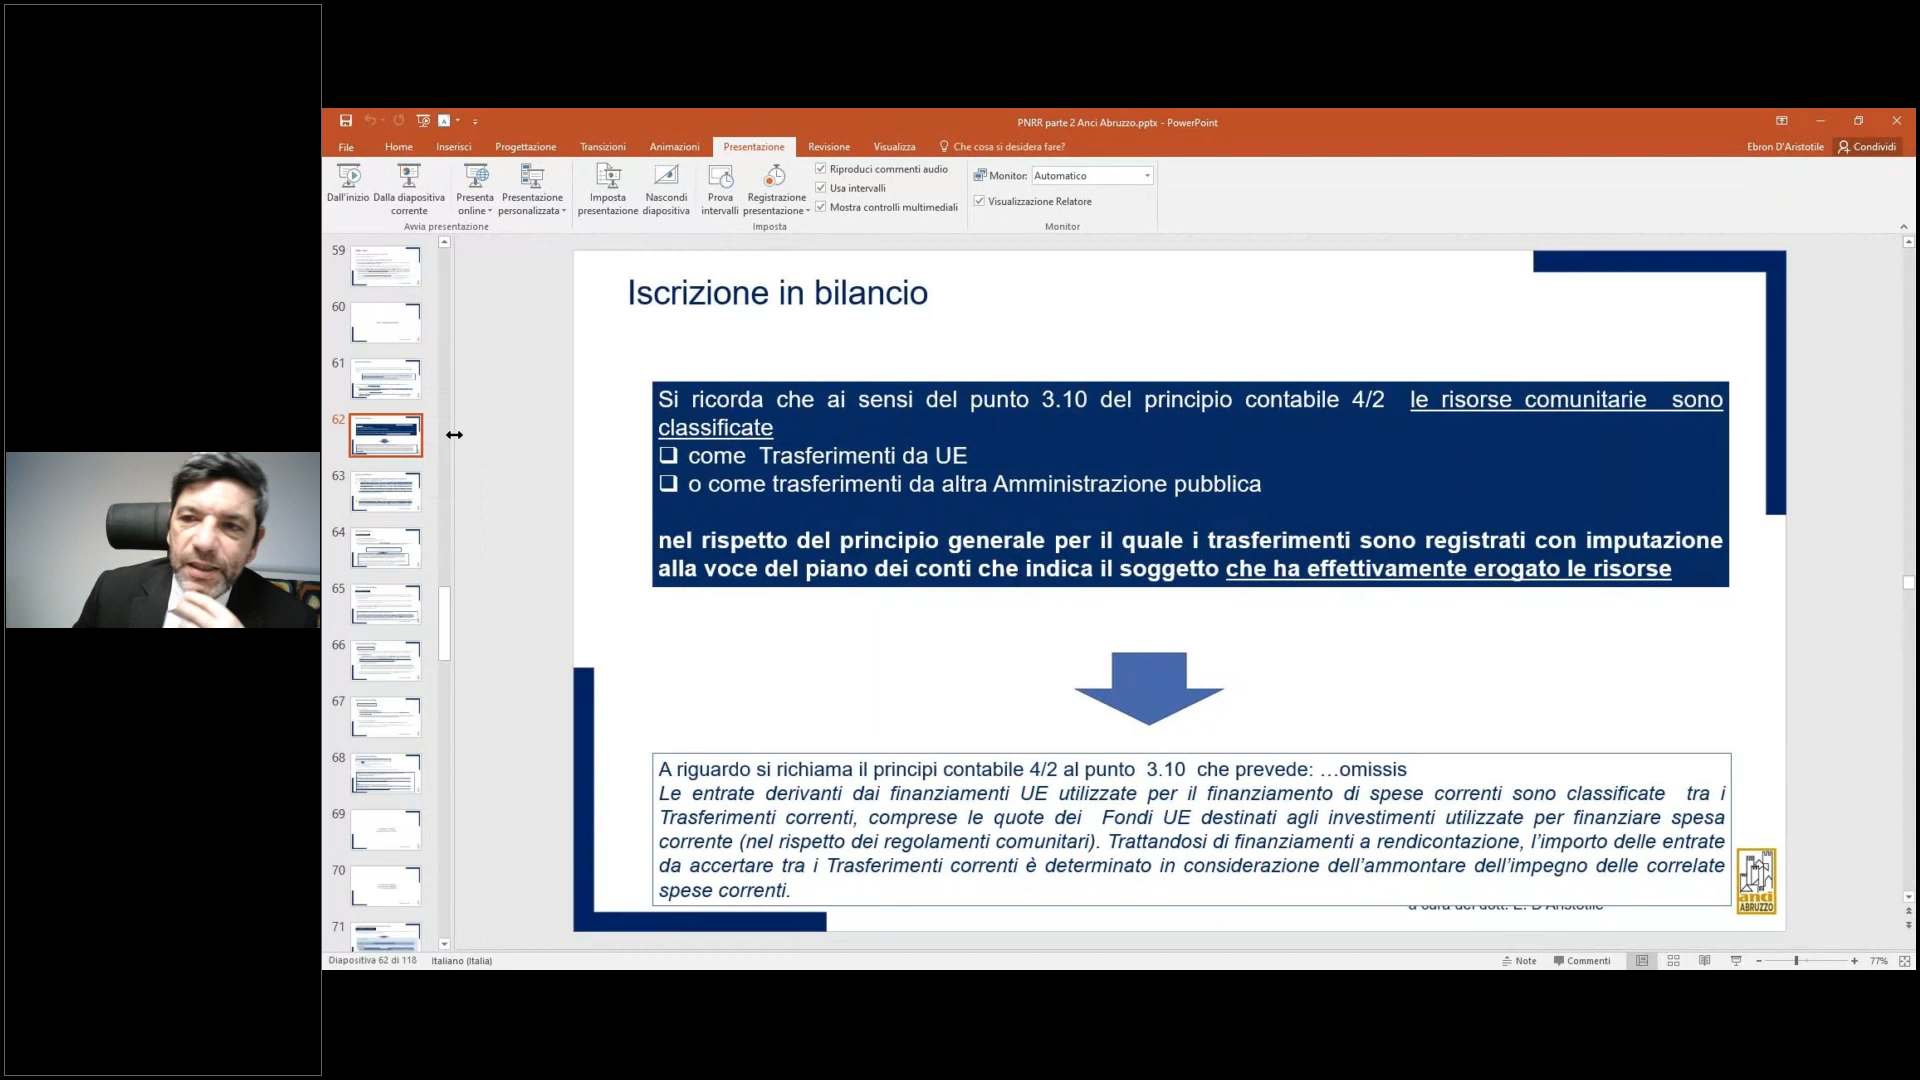 PNRR parte 2 Anci Abruzzo.pptx - PowerPoint
File Home Inserisci Progettazione Transizioni Animazioni Presentazione Revisione Visualizza Che cosa si desidera fare? Ebron D'Aristotile Condividi
Dall'inizio
Dalla diapositiva corrente
Presenta online
Presentazione personalizzata
Avvia presentazione
Imposta presentazione
Nascondi diapositiva
Prova intervalli
Registrazione presentazione
Riproduci commenti audio
Usa intervalli
Mostra controlli multimediali
Imposta
Monitor: Automatico
Visualizzazione Relatore
Monitor
59
60
61
62
63
64
65
66
67
68
69
70
71
Iscrizione in bilancio
Si ricorda che ai sensi del punto 3.10 del principio contabile 4/2 le risorse comunitarie sono
classificate
❑ come Trasferimenti da UE
❑ o come trasferimenti da altra Amministrazione pubblica
nel rispetto del principio generale per il quale i trasferimenti sono registrati con imputazione
alla voce del piano dei conti che indica il soggetto che ha effettivamente erogato le risorse
A riguardo si richiama il principi contabile 4/2 al punto 3.10 che prevede: …omissis
Le entrate derivanti dai finanziamenti UE utilizzate per il finanziamento di spese correnti sono classificate tra i
Trasferimenti correnti, comprese le quote dei Fondi UE destinati agli investimenti utilizzate per finanziare spesa
corrente (nel rispetto dei regolamenti comunitari). Trattandosi di finanziamenti a rendicontazione, l'importo delle entrate
da accertare tra i Trasferimenti correnti è determinato in considerazione dell'ammontare dell'impegno delle correlate
spese correnti.
a cura del dott. E. D'Aristotile
anci
ABRUZZO
Diapositiva 62 di 118 Italiano (Italia) Note Commenti 77%